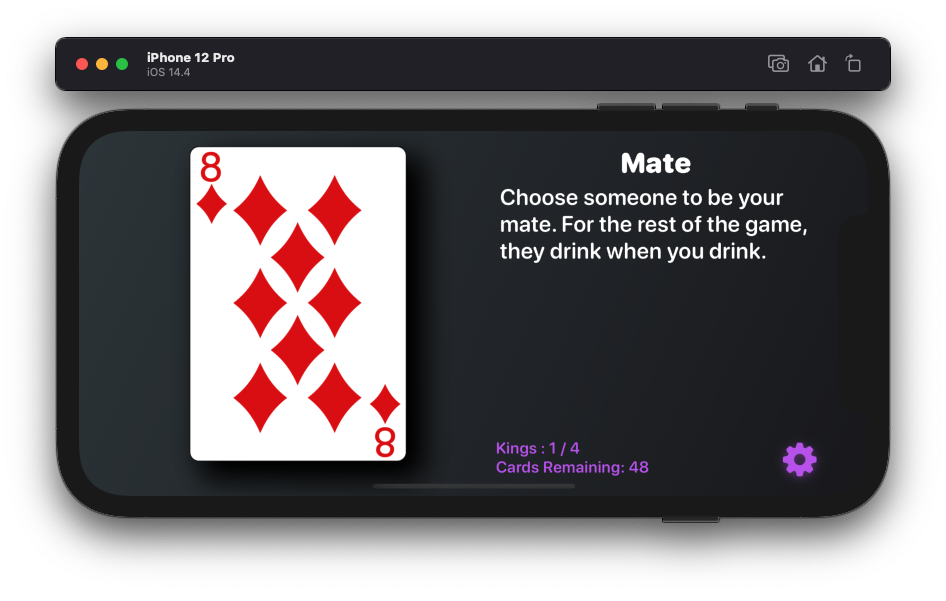 iPhone 12 Pro
iOS 14.4
8
Mate
Choose someone to be your
mate. For the rest of the game,
they drink when you drink.
Kings : 1 / 4
Cards Remaining: 48
8